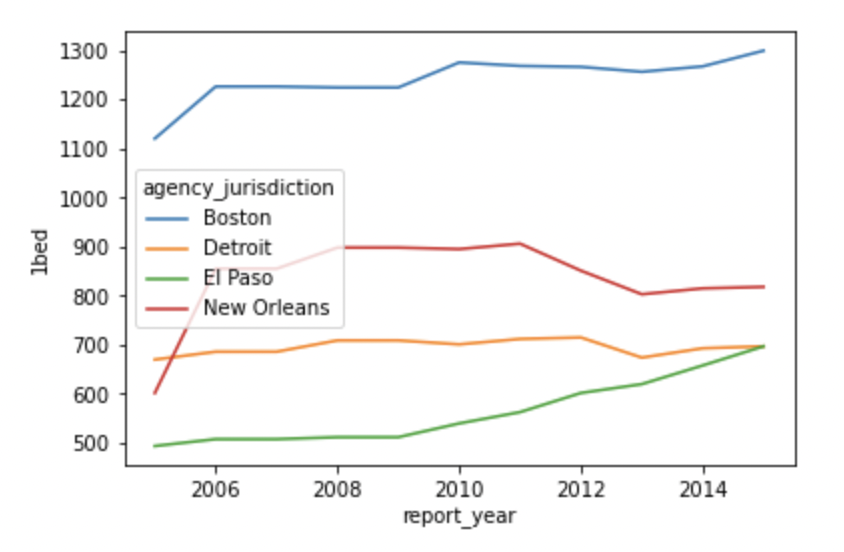 1300
1200
1100
1000
900
800
700
600
500
1bed
agency_jurisdiction
Boston
Detroit
El Paso
New Orleans
2006 2008 2010 2012 2014
report_year